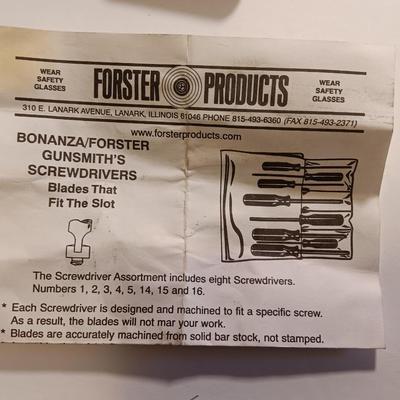 WEAR
SAFETY
GLASSES
FORSTER PRODUCTS
WEAR
SAFETY
GLASSES
310 E. LANARK AVENUE, LANARK, ILLINOIS 61046 PHONE 815-493-6360 (FAX 815-493-2371)
www.forsterproducts.com
BONANZA/FORSTER
GUNSMITH'S
SCREWDRIVERS
Blades That
Fit The Slot
The Screwdriver Assortment includes eight Screwdrivers.
Numbers 1, 2, 3, 4, 5, 14, 15 and 16.
* Each Screwdriver is designed and machined to fit a specific screw.
As a result, the blades will not mar your work.
* Blades are accurately machined from solid bar stock, not stamped.